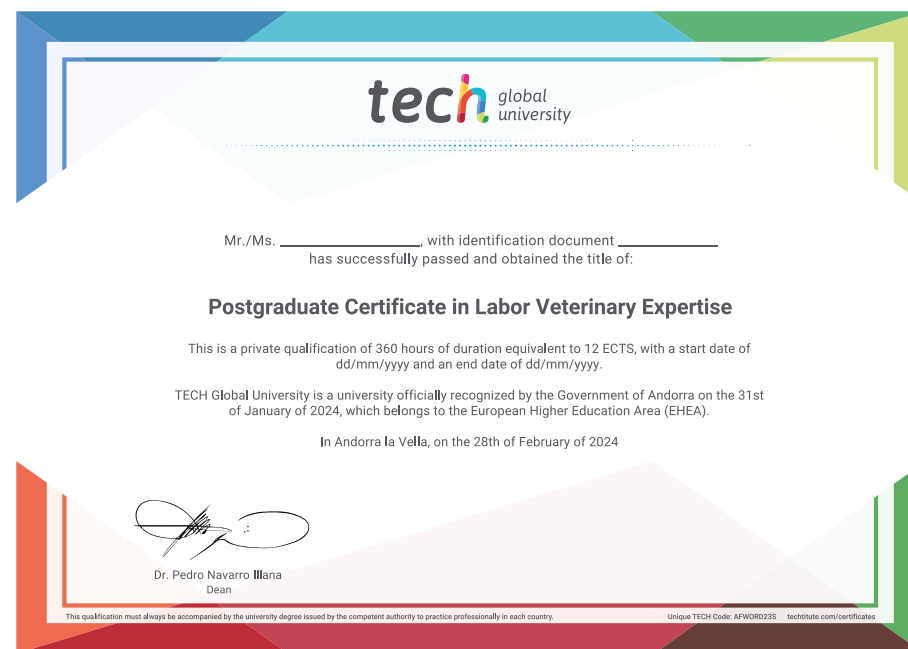 tech global university
Mr./Ms. ____________________, with identification document ______________
has successfully passed and obtained the title of:
Postgraduate Certificate in Labor Veterinary Expertise
This is a private qualification of 360 hours of duration equivalent to 12 ECTS, with a start date of
dd/mm/yyyy and an end date of dd/mm/yyyy.
TECH Global University is a university officially recognized by the Government of Andorra on the 31st
of January of 2024, which belongs to the European Higher Education Area (EHEA).
In Andorra la Vella, on the 28th of February of 2024
Dr. Pedro Navarro Illana
Dean
This qualification must always be accompanied by the university degree issued by the competent authority to practice professionally in each country.
Unique TECH Code: AFWORD23S techtitute.com/certificates